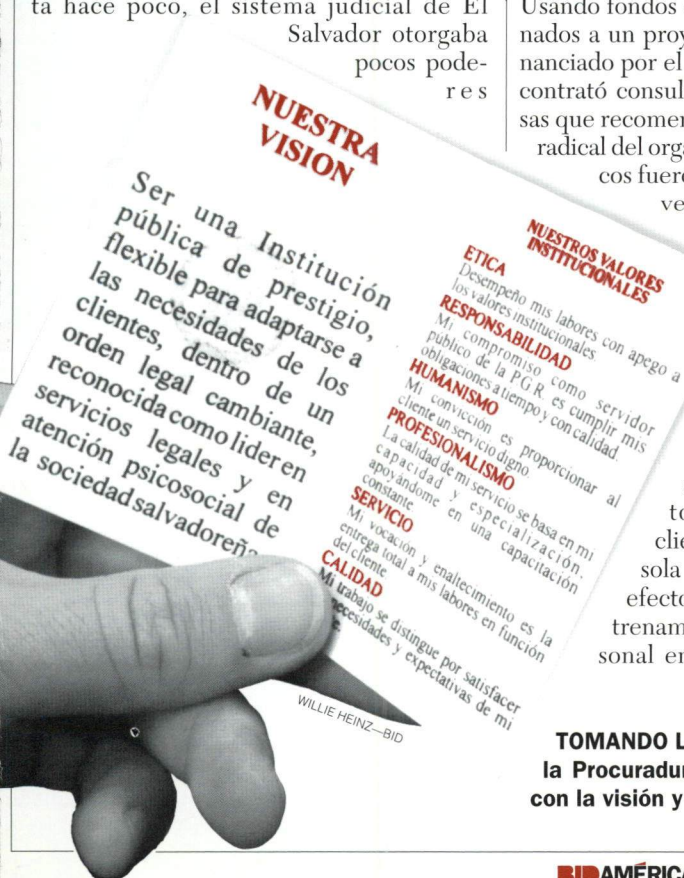 ta hace poco, el sistema judicial de El
Salvador otorgaba
pocos pode-
res
Usando fondos
nados a un proy
nanciado por el
contrató consul
sas que recomen
radical del orga
cos fuero
ve
NUESTRA
VISION
Ser una Institución
pública de prestigio,
flexible para adaptarse a
las necesidades de los
clientes, dentro de un
orden legal cambiante,
reconocida como lider en
servicios legales y en
atención psicosocial de
la sociedad salvadoreña
NUESTROS VALORES
INSTITUCIONALES
ETICA
Desempeño mis labores con apego a
los valores institucionales
RESPONSABILIDAD
Mi compromiso como servidor
público de la P.G.R. es cumplir mis
obligaciones a tiempo y con calidad.
HUMANISMO
Mi convicción es proporcionar al
cliente un servicio digno.
PROFESIONALISMO
La calidad de mi servicio se basa en mi
capacidad y especialización,
apoyándome en una capacitación
constante
SERVICIO
Mi vocación y enaltecimiento es la
entrega total a mis labores en función
del cliente
CALIDAD
Mi trabajo se distingue por satisfacer
necesidades y expectativas de mi
to
clie
sola
efecto
trenam
sonal en
WILLIE HEINZ—BID
TOMANDO L
la Procuradur
con la visión y
BIDAMÉRICA